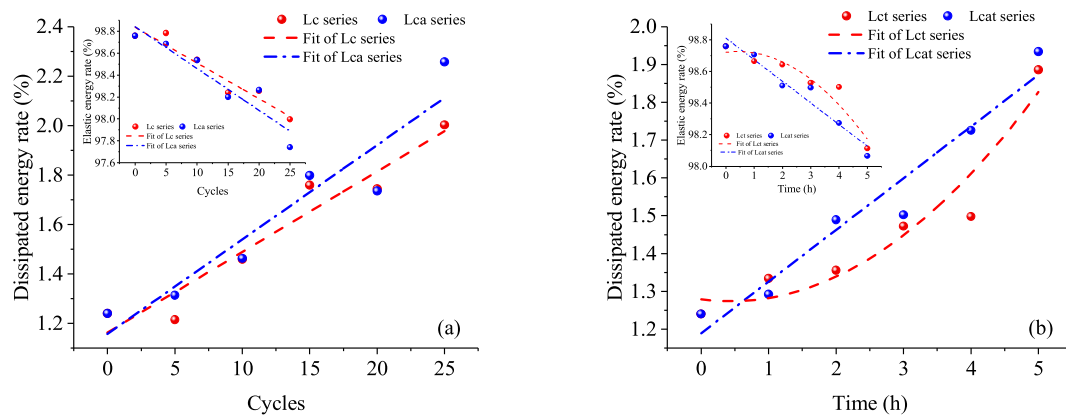 Lc series Lca series
Fit of Lc series
Fit of Lca series
Dissipated energy rate (%)
2.4
2.2
2.0
1.8
1.6
1.4
1.2
0 5 10 15 20 25
Cycles
(a)
Elastic energy rate (%)
98.8
98.6
98.4
98.2
98.0
97.8
97.6
Lc series Lca series
Fit of Lc series
Fit of Lca series
0 5 10 15 20 25
Cycles
Lct series Lcat series
Fit of Lct series
Fit of Lcat series
Dissipated energy rate (%)
2.0
1.9
1.8
1.7
1.6
1.5
1.4
1.3
1.2
0 1 2 3 4 5
Time (h)
(b)
Elastic energy rate (%)
98.8
98.6
98.4
98.2
98.0
Lct series Lcat series
Fit of Lct series
Fit of Lcat series
0 1 2 3 4 5
Time (h)